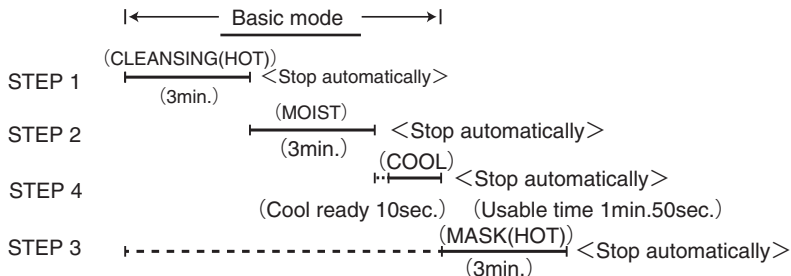 Basic mode
(CLEANSING(HOT))
STEP 1 <Stop automatically>
(3min.)
(MOIST)
STEP 2 <Stop automatically>
(3min.)
(COOL)
STEP 4 <Stop automatically>
(Cool ready 10sec.) (Usable time 1min.50sec.)
(MASK(HOT))
STEP 3 <Stop automatically>
(3min.)